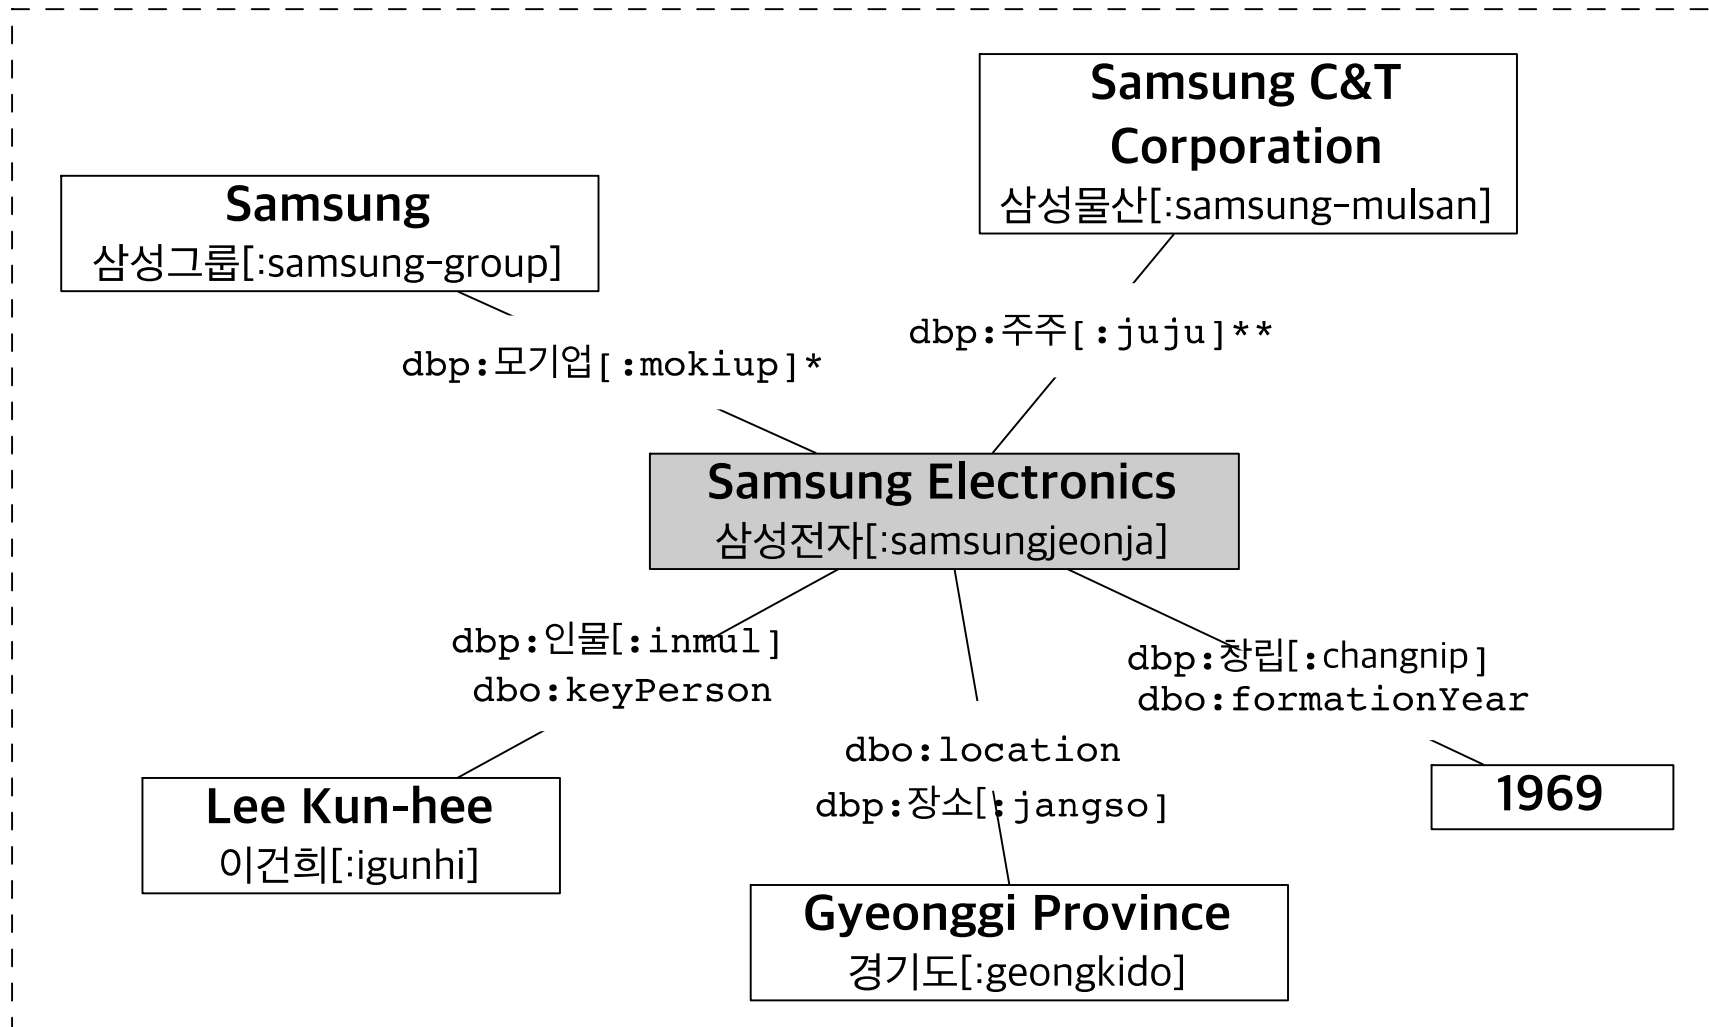 Samsung C&T
Corporation
삼성물산[:samsung-mulsan]
Samsung
삼성그룹[:samsung-group]
dbp:주주[:juju]**
dbp:모기업[:mokiup]*
Samsung Electronics
삼성전자[:samsungjeonja]
dbp:인물[:inmul]
dbo:keyPerson
dbp:창립[:changnip]
dbo:formationYear
dbo:location
dbp:장소[:jangso]
Lee Kun-hee
이건희[:igunhi]
1969
Gyeonggi Province
경기도[:geongkido]